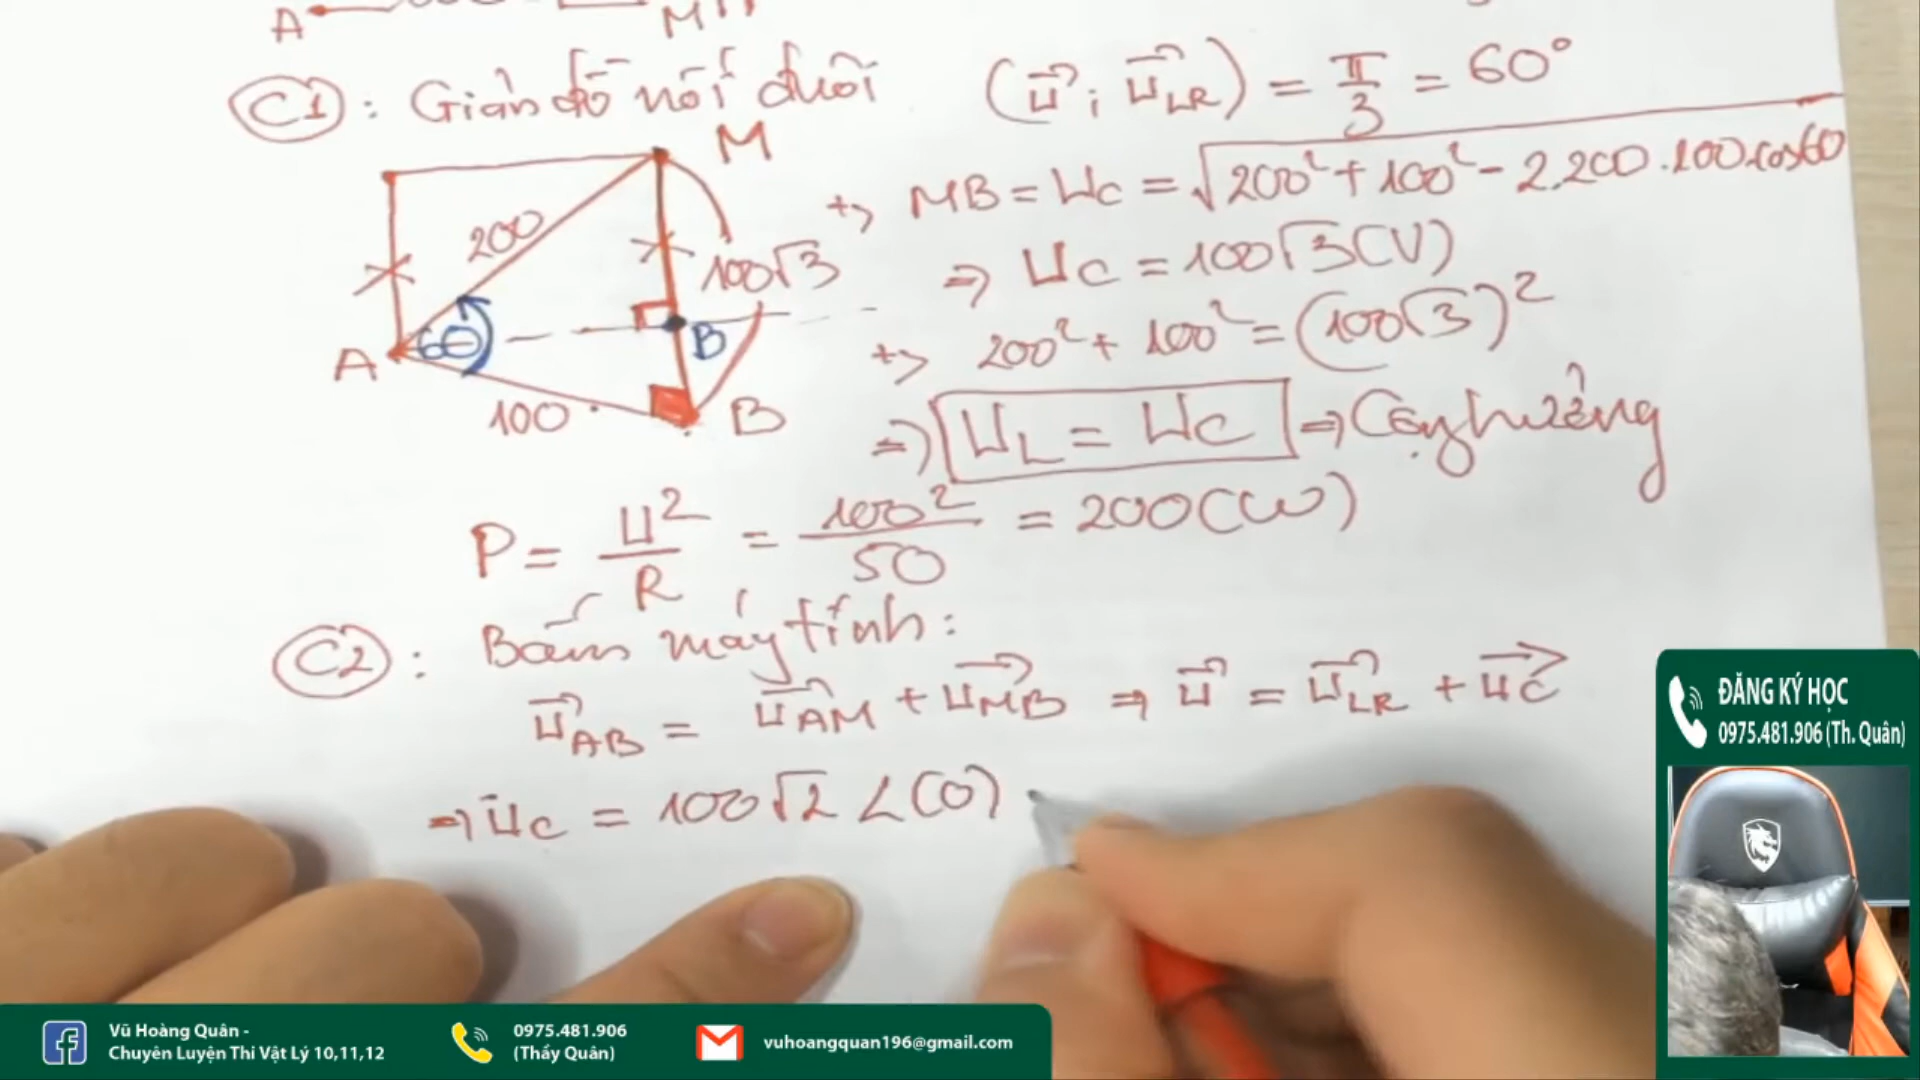 A M
C1 : Giản đồ nối đuôi (u⃗ ; u⃗LR) = π/3 = 60°
M
200
100√3
A 60 B
100 B
+> MB = UC = √200² + 100² - 2.200.100.cos60
=> UC = 100√3 (V)
+> 200² + 100² = (100√3)²
=> UL = UC => Cộng hưởng
P = U²/R = 100²/50 = 200 (W)
C2 : Bấm máy tính:
u⃗AB = u⃗AM + u⃗MB => u⃗ = u⃗LR + u⃗C
=> uC = 100√2 ∠(0)
ĐĂNG KÝ HỌC
0975.481.906 (Th. Quân)
Vũ Hoàng Quân -
Chuyên Luyện Thi Vật Lý 10,11,12
0975.481.906
(Thầy Quân)
vuhoangquan196@gmail.com